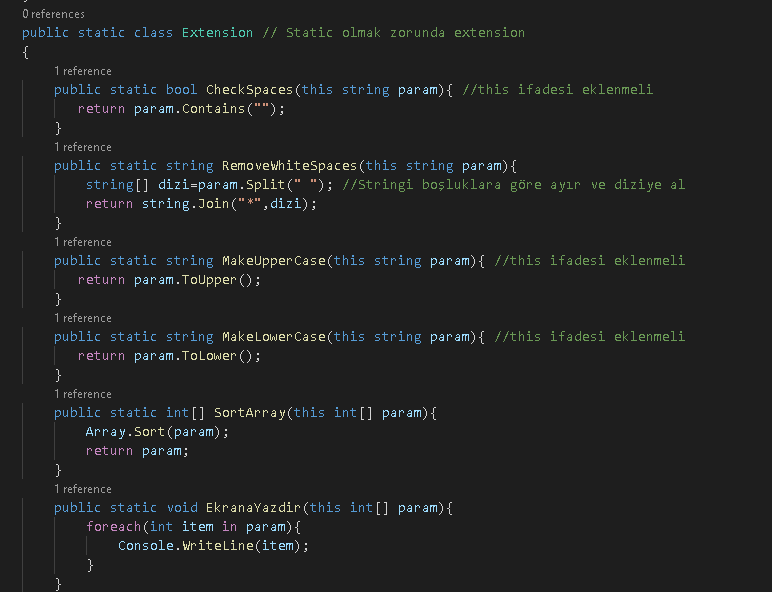 0 references
public static class Extension // Static olmak zorunda extension
{
1 reference
public static bool CheckSpaces(this string param){ //this ifadesi eklenmeli
return param.Contains("");
}
1 reference
public static string RemoveWhiteSpaces(this string param){
string[] dizi=param.Split(" "); //Stringi boşluklara göre ayır ve diziye al
return string.Join("*",dizi);
}
1 reference
public static string MakeUpperCase(this string param){ //this ifadesi eklenmeli
return param.ToUpper();
}
1 reference
public static string MakeLowerCase(this string param){ //this ifadesi eklenmeli
return param.ToLower();
}
1 reference
public static int[] SortArray(this int[] param){
Array.Sort(param);
return param;
}
1 reference
public static void EkranaYazdir(this int[] param){
foreach(int item in param){
Console.WriteLine(item);
}
}